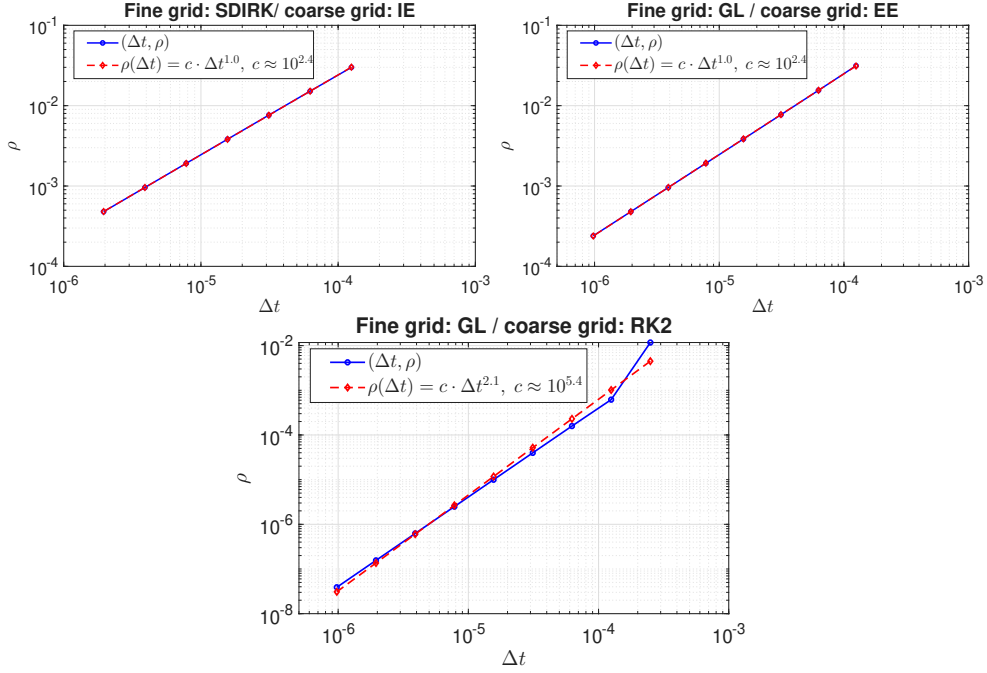 Fine grid: SDIRK/ coarse grid: IE
10^-1
10^-2
10^-3
10^-4
ρ
(Δt, ρ)
ρ(Δt) = c · Δt^1.0, c ≈ 10^2.4
10^-6 10^-5 10^-4 10^-3
Δt
Fine grid: GL / coarse grid: EE
10^-1
10^-2
10^-3
10^-4
ρ
(Δt, ρ)
ρ(Δt) = c · Δt^1.0, c ≈ 10^2.4
10^-6 10^-5 10^-4 10^-3
Δt
Fine grid: GL / coarse grid: RK2
10^-2
10^-4
10^-6
10^-8
ρ
(Δt, ρ)
ρ(Δt) = c · Δt^2.1, c ≈ 10^5.4
10^-6 10^-5 10^-4 10^-3
Δt